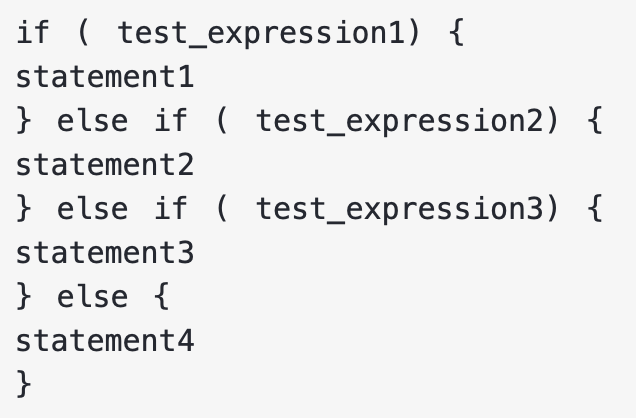 if ( test_expression1) {
statement1
} else if ( test_expression2) {
statement2
} else if ( test_expression3) {
statement3
} else {
statement4
}